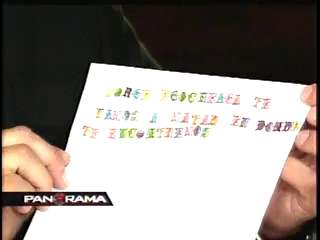 TE
VAMOS A MATAR EN DONDE
TE ENCONTREMOS
PANORAMA